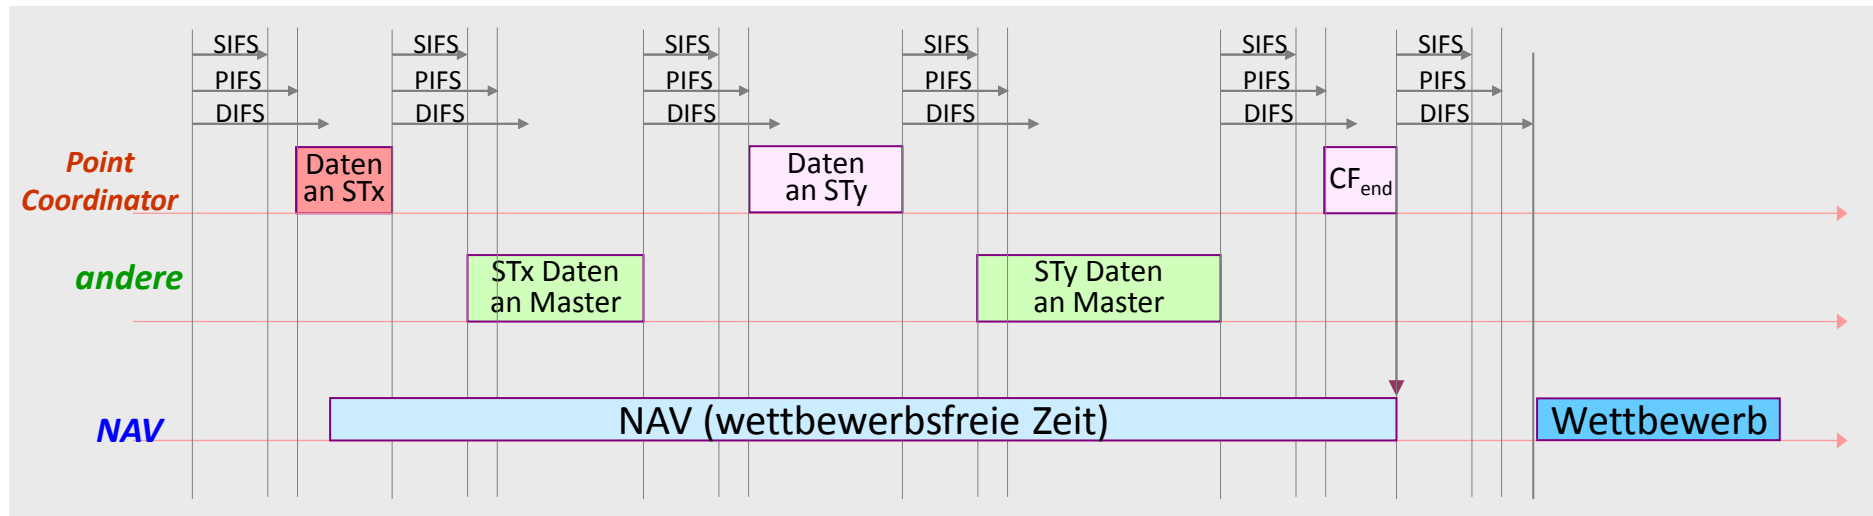 SIFS SIFS SIFS SIFS SIFS SIFS
PIFS PIFS PIFS PIFS PIFS PIFS
DIFS DIFS DIFS DIFS DIFS DIFS
Point
Coordinator
Daten
an STx
Daten
an STy
CFend
andere
STx Daten
an Master
STy Daten
an Master
NAV
NAV (wettbewerbsfreie Zeit)
Wettbewerb